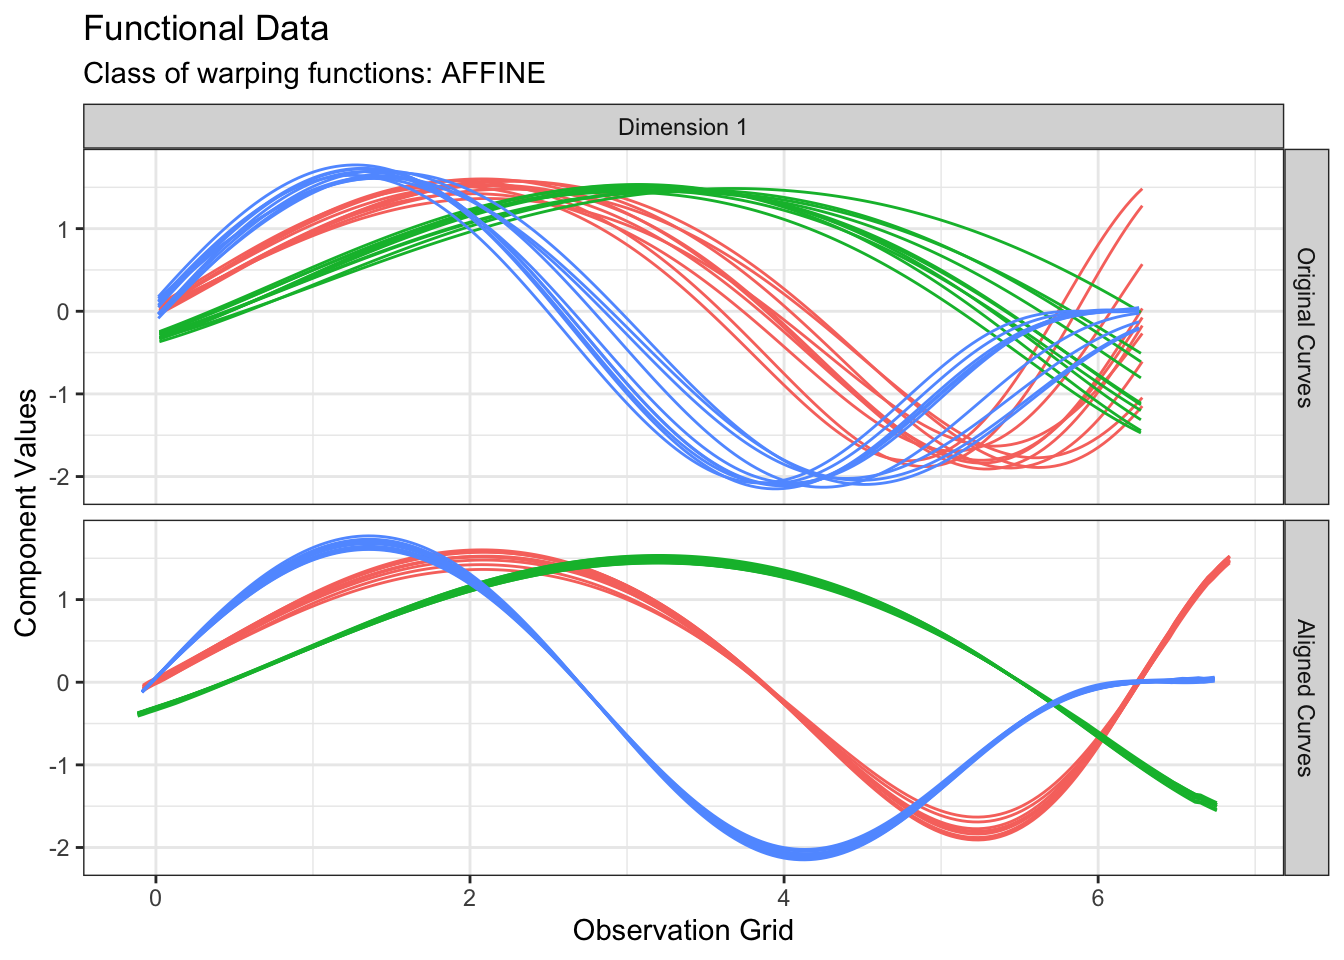 Functional Data
Class of warping functions: AFFINE
Dimension 1
Component Values
1
0
-1
-2
Original Curves
1
0
-1
-2
Aligned Curves
0 2 4 6
Observation Grid